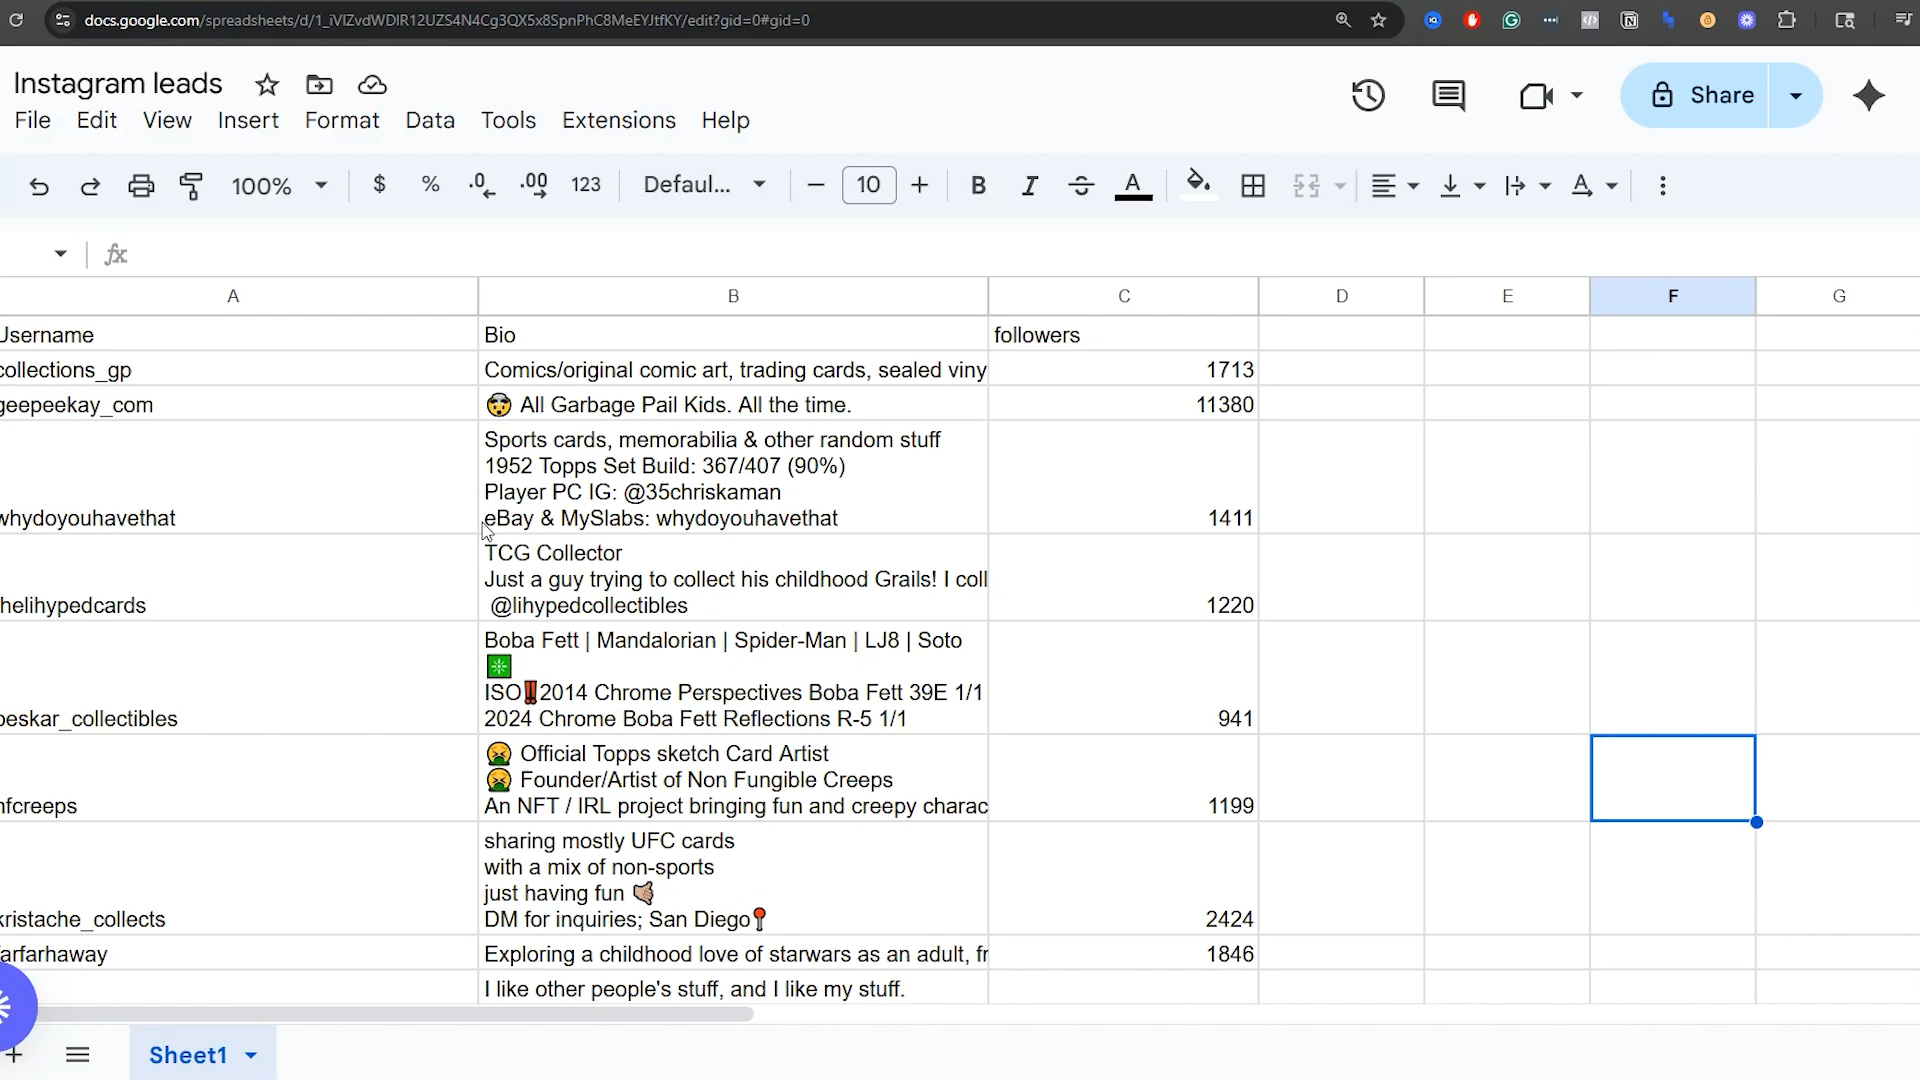 docs.google.com/spreadsheets/d/1_iVlZvdWDlR12UZS4N4Cg3QX5x8SpnPhC8MeEYJtfKY/edit?gid=0#gid=0
Instagram leads
Share
File Edit View Insert Format Data Tools Extensions Help
100% $ % .0 .00 123 Defaul... 10 B I A
fx
A B C D E F G
Username Bio followers
collections_gp Comics/original comic art, trading cards, sealed viny 1713
geepeekay_com 🤯 All Garbage Pail Kids. All the time. 11380
Sports cards, memorabilia & other random stuff
1952 Topps Set Build: 367/407 (90%)
Player PC IG: @35chriskaman
whydoyouhavethat eBay & MySlabs: whydoyouhavethat 1411
TCG Collector
Just a guy trying to collect his childhood Grails! I coll
helihypedcards @lihypedcollectibles 1220
Boba Fett | Mandalorian | Spider-Man | LJ8 | Soto
❇️
ISO‼️2014 Chrome Perspectives Boba Fett 39E 1/1
beskar_collectibles 2024 Chrome Boba Fett Reflections R-5 1/1 941
🤮 Official Topps sketch Card Artist
🤮 Founder/Artist of Non Fungible Creeps
nfcreeps An NFT / IRL project bringing fun and creepy charac 1199
sharing mostly UFC cards
with a mix of non-sports
just having fun 🤙🏼
kristache_collects DM for inquiries; San Diego📍 2424
arfarhaway Exploring a childhood love of starwars as an adult, fr 1846
I like other people's stuff, and I like my stuff.
Sheet1